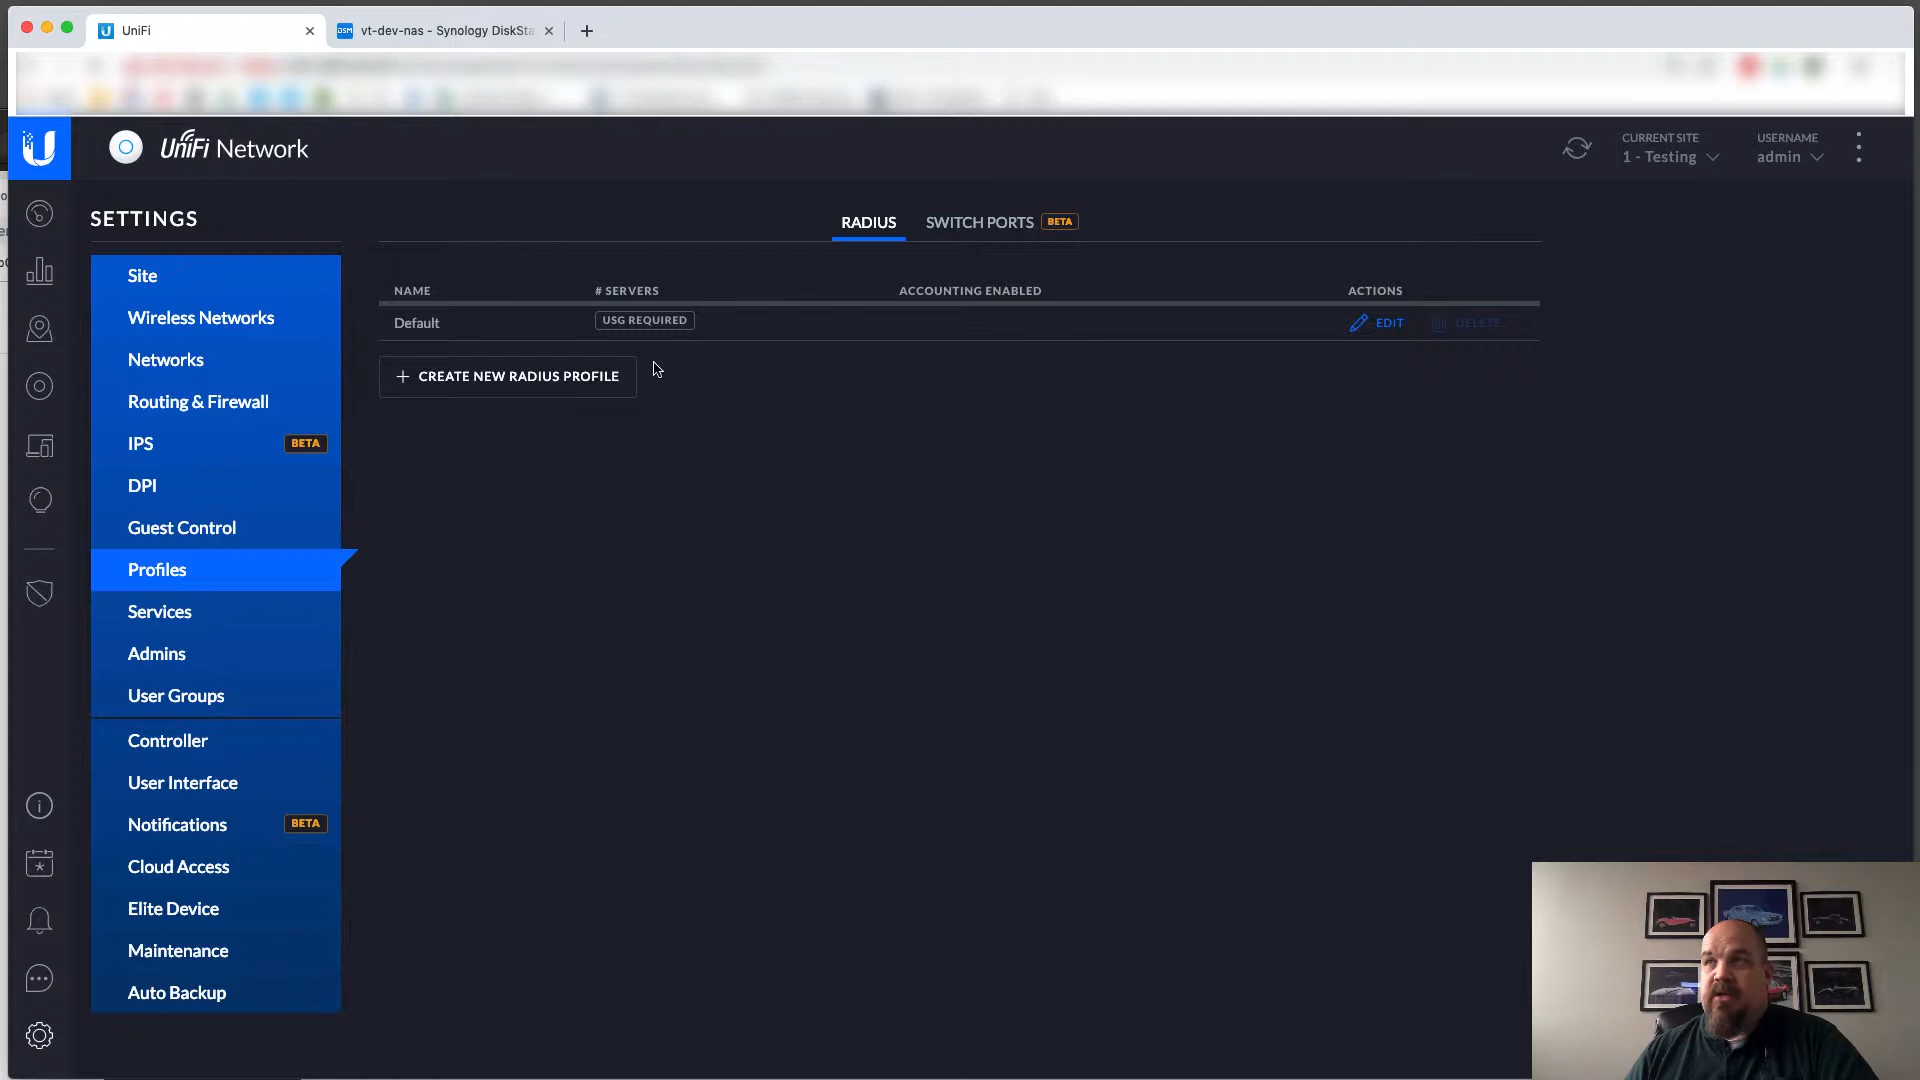 UniFi
DSM vt-dev-nas - Synology DiskSta
UniFi Network
CURRENT SITE
1 - Testing
USERNAME
admin
SETTINGS
RADIUS
SWITCH PORTS BETA
Site
Wireless Networks
Networks
Routing & Firewall
IPS BETA
DPI
Guest Control
Profiles
Services
Admins
User Groups
Controller
User Interface
Notifications BETA
Cloud Access
Elite Device
Maintenance
Auto Backup
NAME # SERVERS ACCOUNTING ENABLED ACTIONS
Default USG REQUIRED EDIT DELETE
+ CREATE NEW RADIUS PROFILE